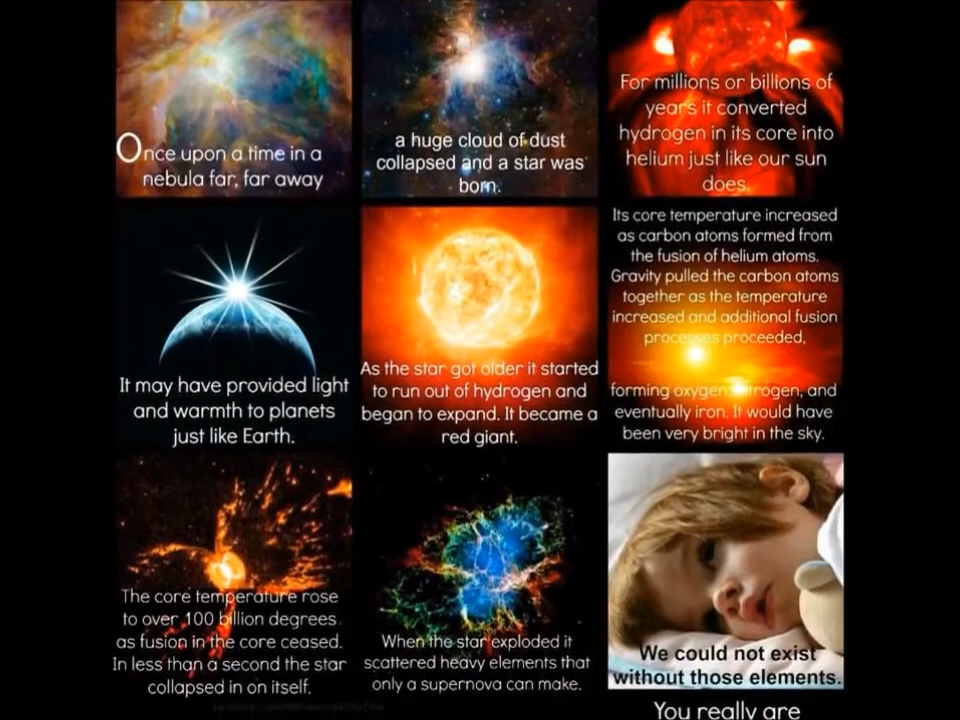 Once upon a time in a
nebula far, far away
a huge cloud of dust
collapsed and a star was
born.
For millions or billions of
years it converted
hydrogen in its core into
helium just like our sun
does.
It may have provided light
and warmth to planets
just like Earth.
As the star got older it started
to run out of hydrogen and
began to expand. It became a
red giant.
Its core temperature increased
as carbon atoms formed from
the fusion of helium atoms.
Gravity pulled the carbon atoms
together as the temperature
increased and additional fusion
processes proceeded,
forming oxygen, nitrogen, and
eventually iron. It would have
been very bright in the sky.
The core temperature rose
to over 100 billion degrees
as fusion in the core ceased.
In less than a second the star
collapsed in on itself.
When the star exploded it
scattered heavy elements that
only a supernova can make.
We could not exist
without those elements.
You really are